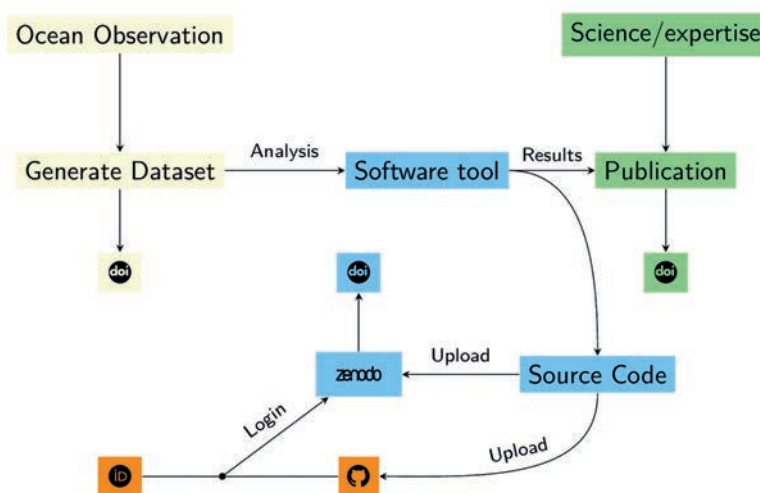 Ocean Observation
Science/expertise
Generate Dataset
Analysis
Software tool
Results
Publication
doi
doi
doi
zenodo
Upload
Source Code
Login
Upload
iD